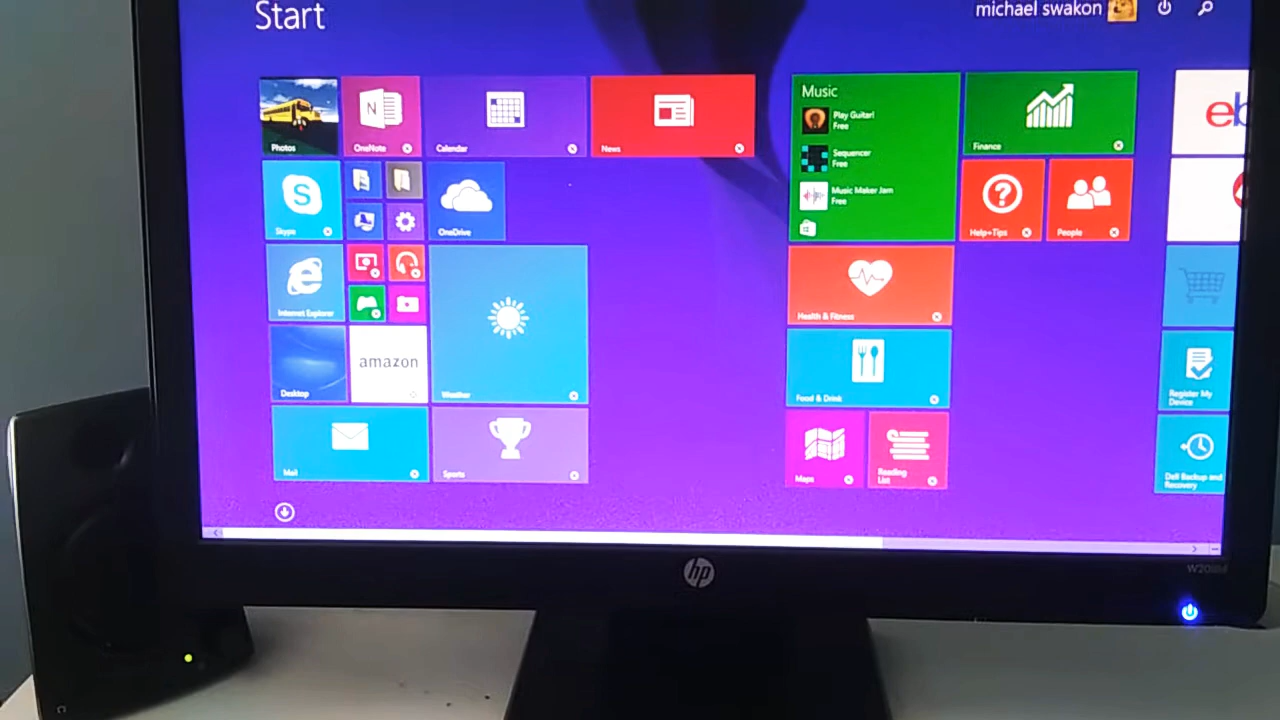 Start
michael swakon
Photos
OneNote
Calendar
News
Music
Play Guitar!
Free
Sequencer
Free
Music Maker Jam
Free
Finance
eb
Skype
OneDrive
Help+Tips
People
Internet Explorer
Weather
Health & Fitness
Desktop
amazon
Food & Drink
Register My
Device
Mail
Sports
Maps
Reading
List
Dell Backup and
Recovery
hp